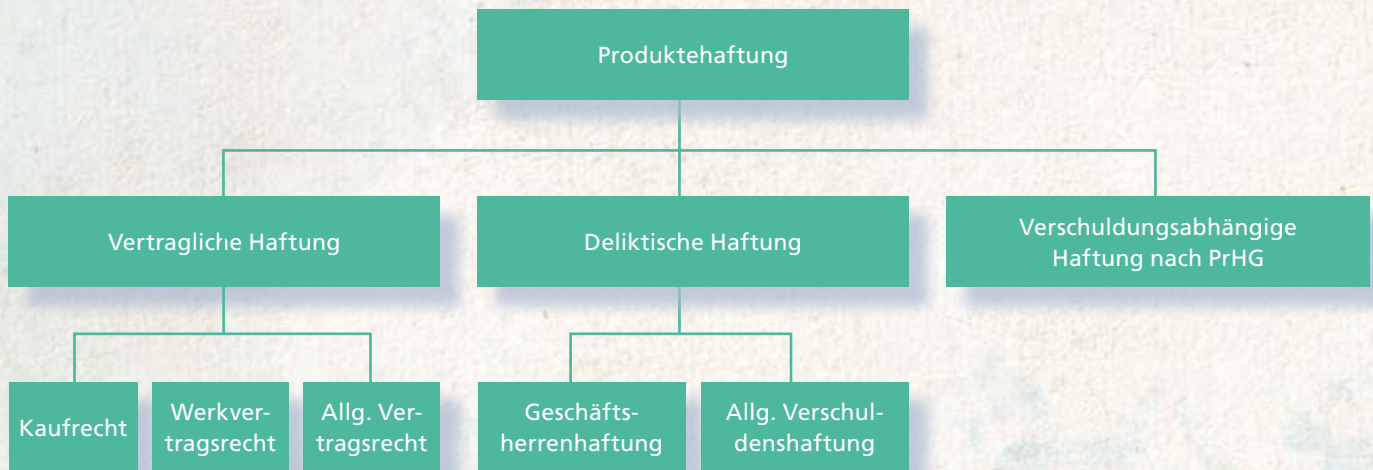 Produktehaftung
Vertragliche Haftung
Deliktische Haftung
Verschuldungsabhängige
Haftung nach PrHG
Kaufrecht
Werkver-
tragsrecht
Allg. Ver-
tragsrecht
Geschäfts-
herrenhaftung
Allg. Verschul-
denshaftung